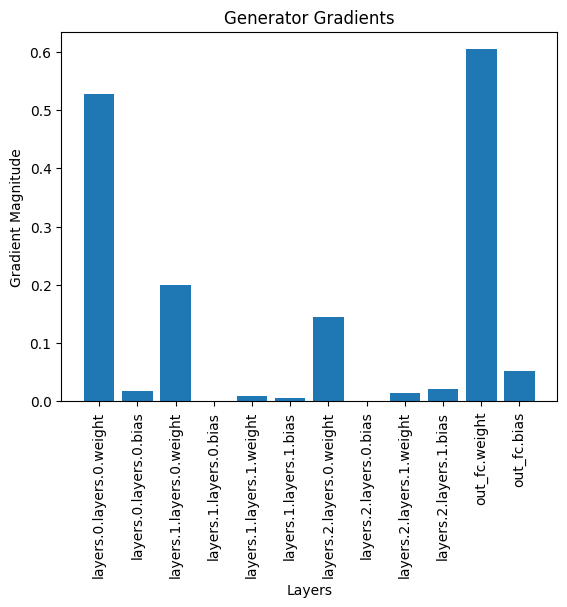 Generator Gradients
Gradient Magnitude
0.6
0.5
0.4
0.3
0.2
0.1
0.0
layers.0.layers.0.weight
layers.0.layers.0.bias
layers.1.layers.0.weight
layers.1.layers.0.bias
layers.1.layers.1.weight
layers.1.layers.1.bias
layers.2.layers.0.weight
layers.2.layers.0.bias
layers.2.layers.1.weight
layers.2.layers.1.bias
out_fc.weight
out_fc.bias
Layers